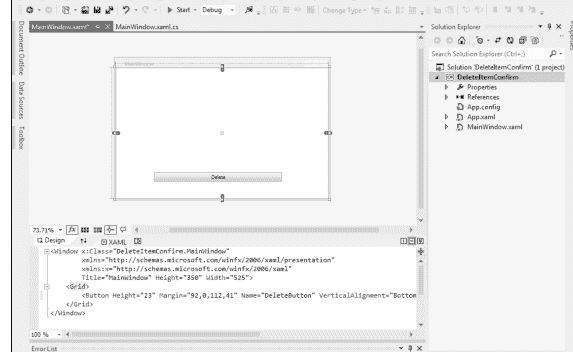 Start
Debug
Change Type
MainWindow.xaml*
MainWindow.xaml.cs
Document Outline
Data Sources
Toolbox
MainWindow
Delete
73.71%
Design
XAML
<Window x:Class="DeleteItemConfirm.MainWindow"
xmlns="http://schemas.microsoft.com/winfx/2006/xaml/presentation"
xmlns:x="http://schemas.microsoft.com/winfx/2006/xaml"
Title="MainWindow" Height="350" Width="525">
<Grid>
<Button Height="23" Margin="92,0,112,41" Name="DeleteButton" VerticalAlignment="Bottom
</Grid>
</Window>
100 %
Error List
Solution Explorer
Search Solution Explorer (Ctrl+;)
Solution 'DeleteItemConfirm' (1 project)
DeleteItemConfirm
Properties
References
App.config
App.xaml
MainWindow.xaml
Properties